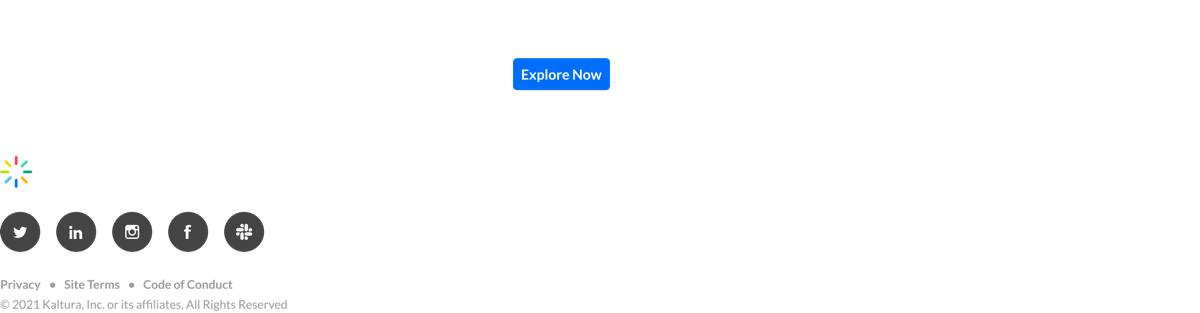 Explore Now
Privacy • Site Terms • Code of Conduct
© 2021 Kaltura, Inc. or its affiliates, All Rights Reserved